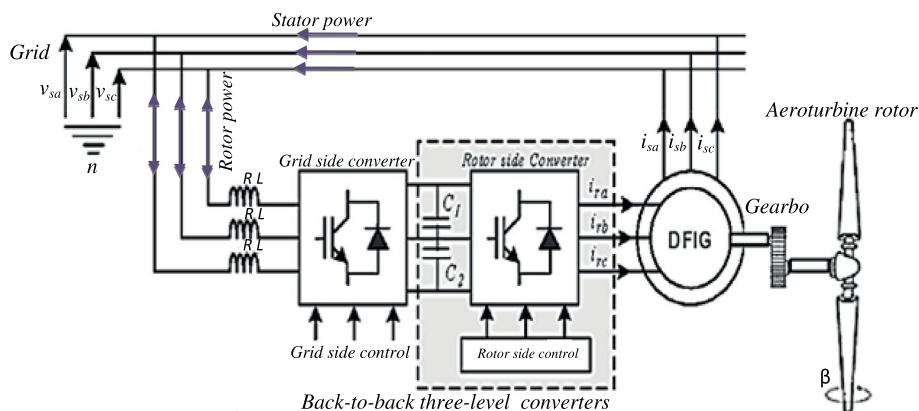 Stator power
Grid
v_sa v_sb v_sc
n
Rotor power
R L
R L
R L
Grid side converter
Rotor side Converter
C_1
C_2
i_ra
i_rb
i_rc
i_sa i_sb i_sc
DFIG
Aeroturbine rotor
Gearbo
β
Grid side control
Rotor side control
Back-to-back three-level converters